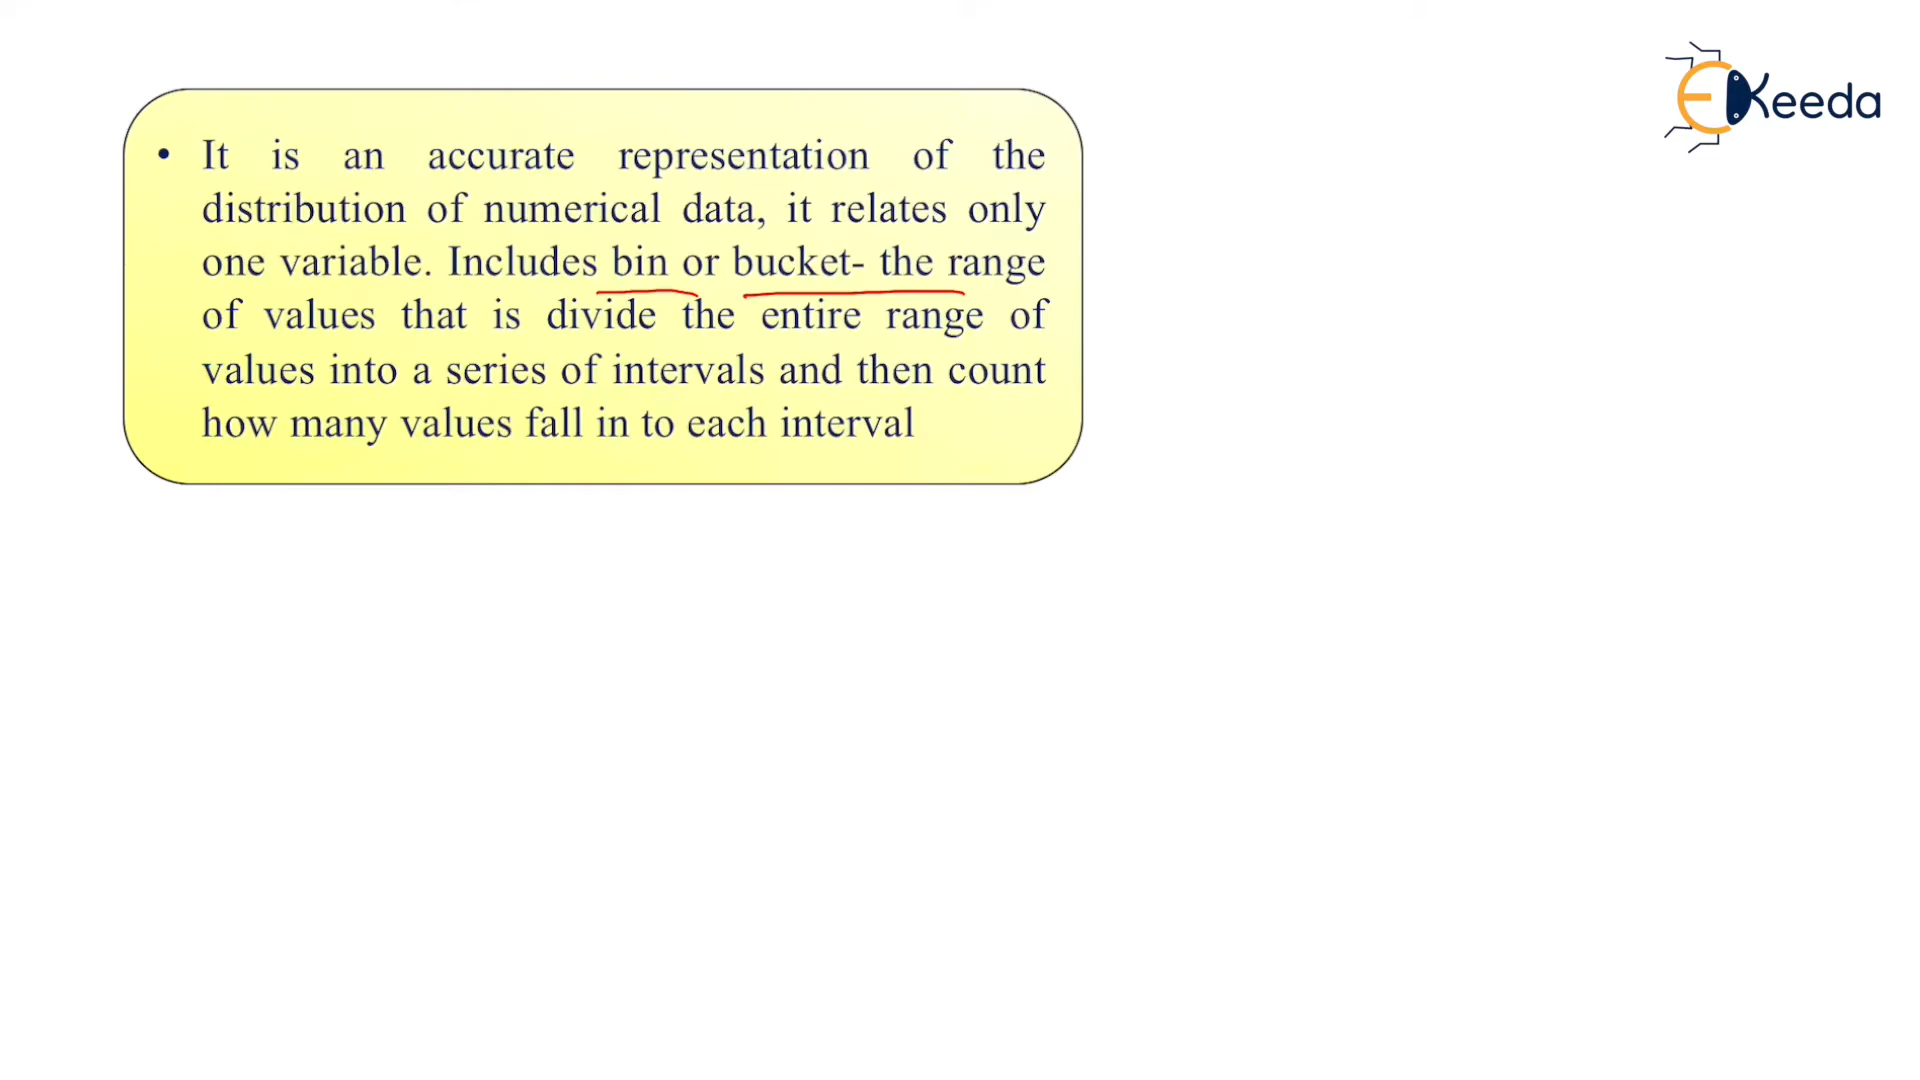 EKeeda
• It is an accurate representation of the
distribution of numerical data, it relates only
one variable. Includes bin or bucket- the range
of values that is divide the entire range of
values into a series of intervals and then count
how many values fall in to each interval